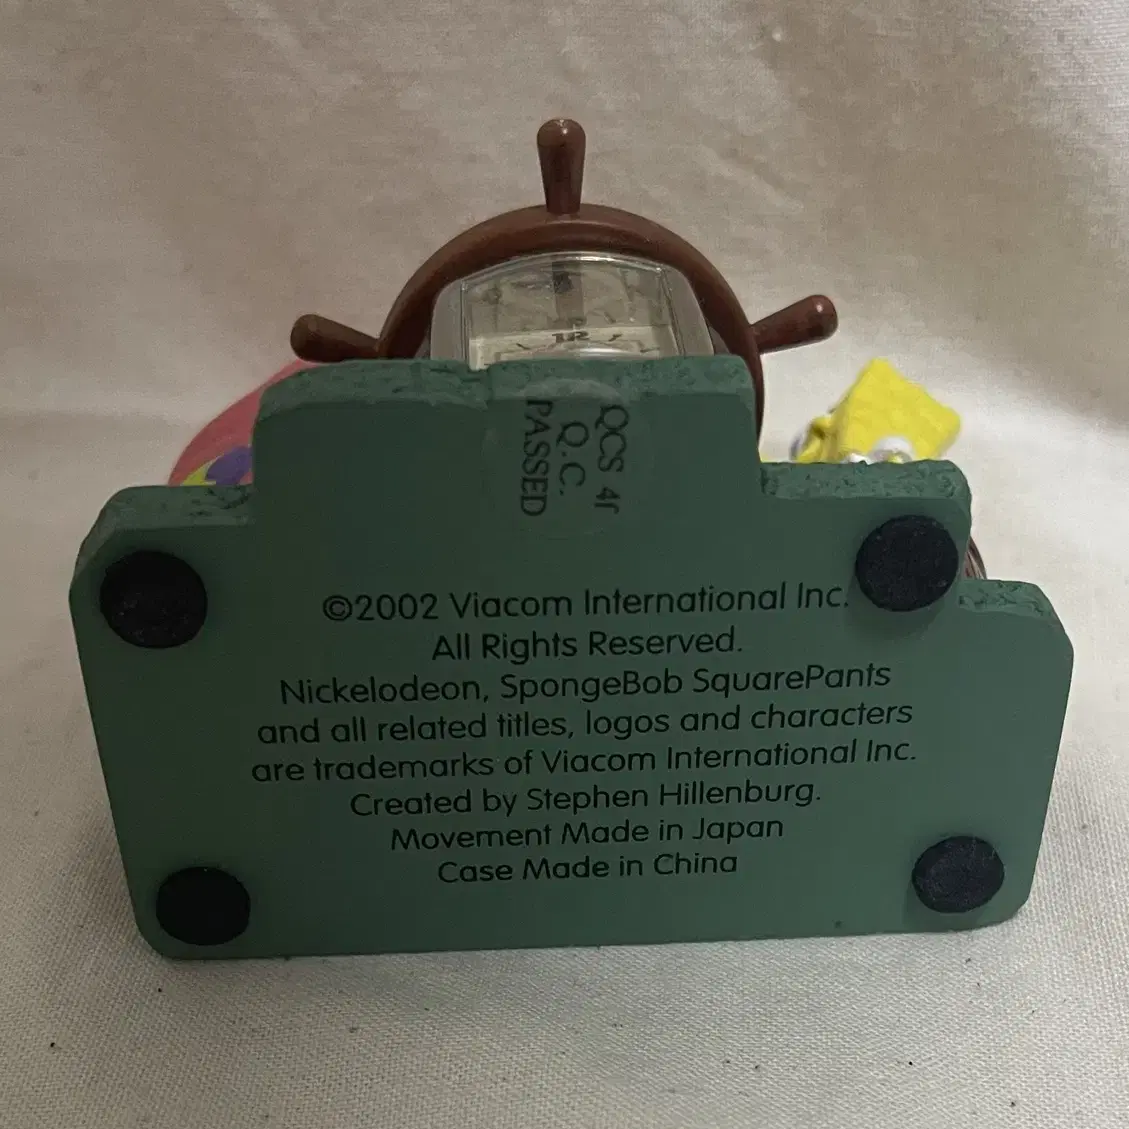 12
QCS 4r
Q.C.
PASSED
©2002 Viacom International Inc.
All Rights Reserved.
Nickelodeon, SpongeBob SquarePants
and all related titles, logos and characters
are trademarks of Viacom International Inc.
Created by Stephen Hillenburg.
Movement Made in Japan
Case Made in China